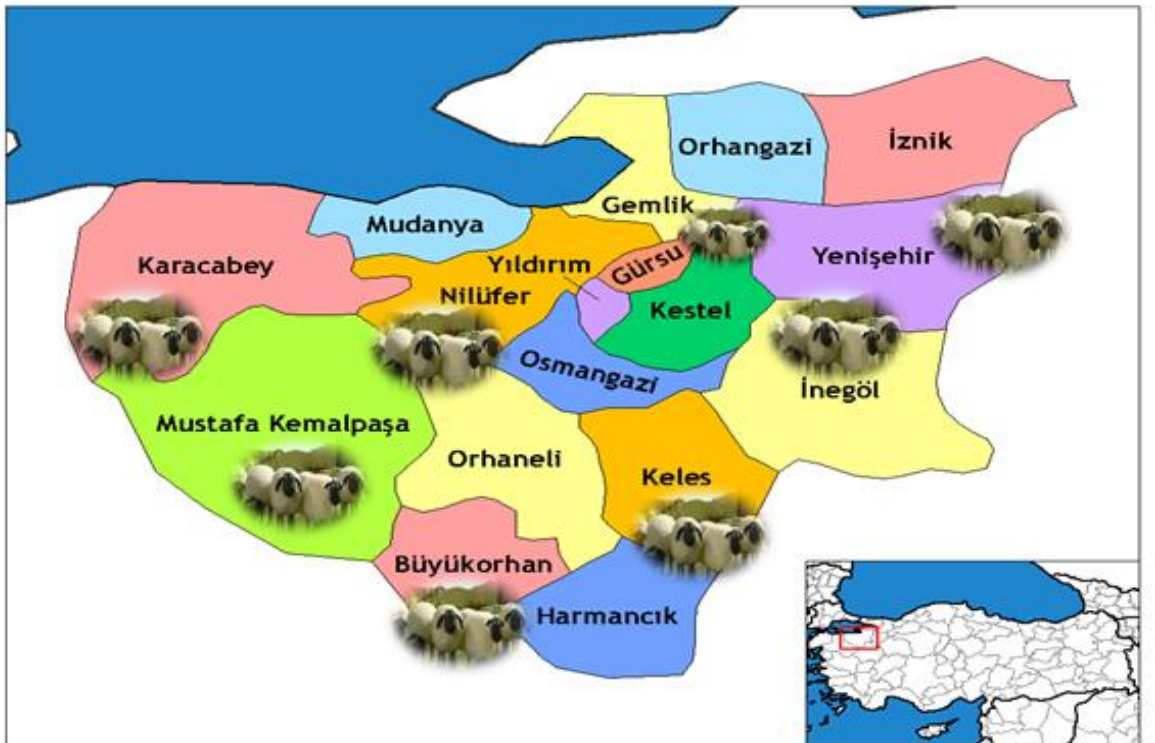 Orhangazi
İznik
Gemlik
Mudanya
Yenişehir
Karacabey
Yıldırım
Gürsu
Nilüfer
Kestel
Osmangazi
İnegöl
Mustafa Kemalpaşa
Orhaneli
Keles
Büyükorhan
Harmancık